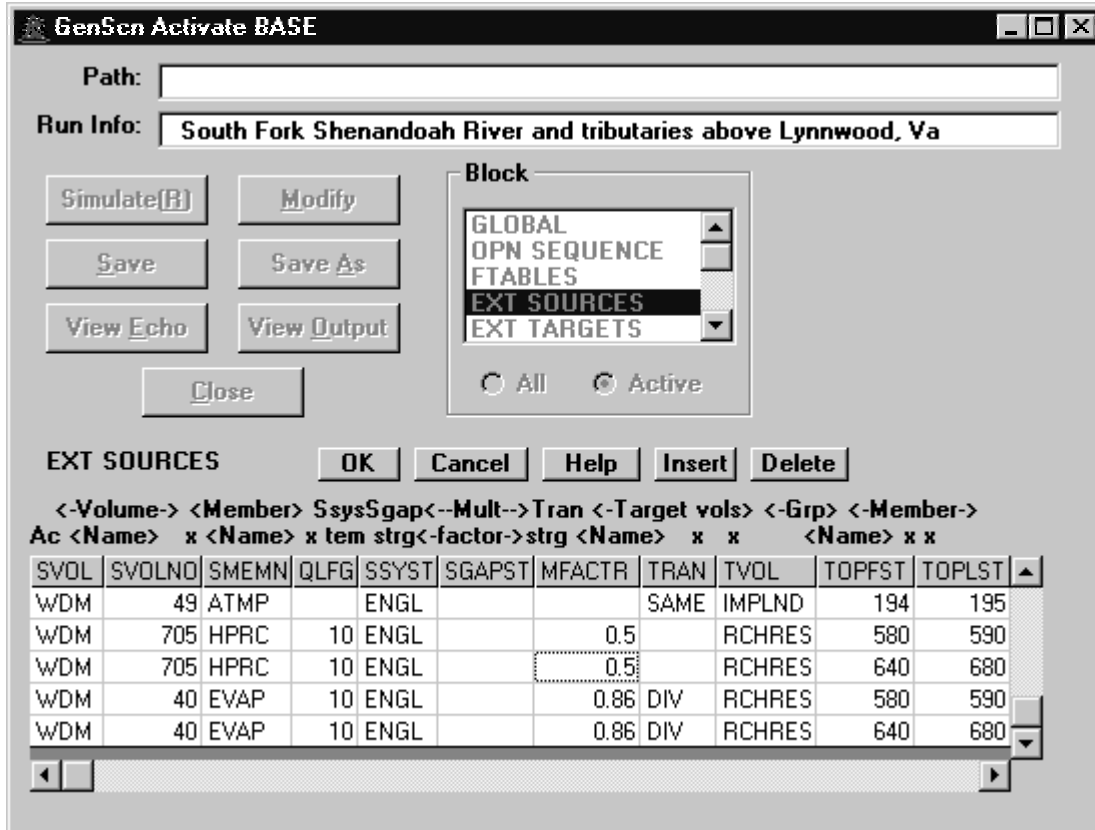 GenScn Activate BASE
Path:
Run Info: South Fork Shenandoah River and tributaries above Lynnwood, Va
Simulate(R) Modify
Save Save As
View Echo View Output
Close
Block
GLOBAL
OPN SEQUENCE
FTABLES
EXT SOURCES
EXT TARGETS
All Active
EXT SOURCES OK Cancel Help Insert Delete
<-Volume-> <Member> SsysSgap<--Mult-->Tran <-Target vols> <-Grp> <-Member->
Ac <Name> x <Name> x tem strg<-factor->strg <Name> x x <Name> x x
SVOL SVOLNO SMEMN QLFG SSYST SGAPST MFACTR TRAN TVOL TOPFST TOPLST
WDM 49 ATMP ENGL SAME IMPLND 194 195
WDM 705 HPRC 10 ENGL 0.5 RCHRES 580 590
WDM 705 HPRC 10 ENGL 0.5 RCHRES 640 680
WDM 40 EVAP 10 ENGL 0.86 DIV RCHRES 580 590
WDM 40 EVAP 10 ENGL 0.86 DIV RCHRES 640 680